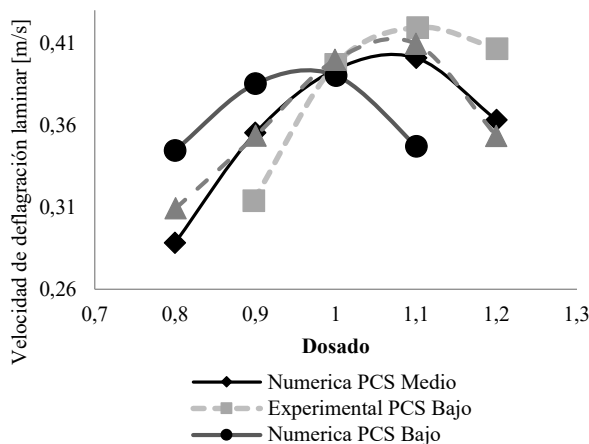 Velocidad de deflagración laminar [m/s]
0,41
0,36
0,31
0,26
0,7 0,8 0,9 1 1,1 1,2 1,3
Dosado
Numerica PCS Medio
Experimental PCS Bajo
Numerica PCS Bajo